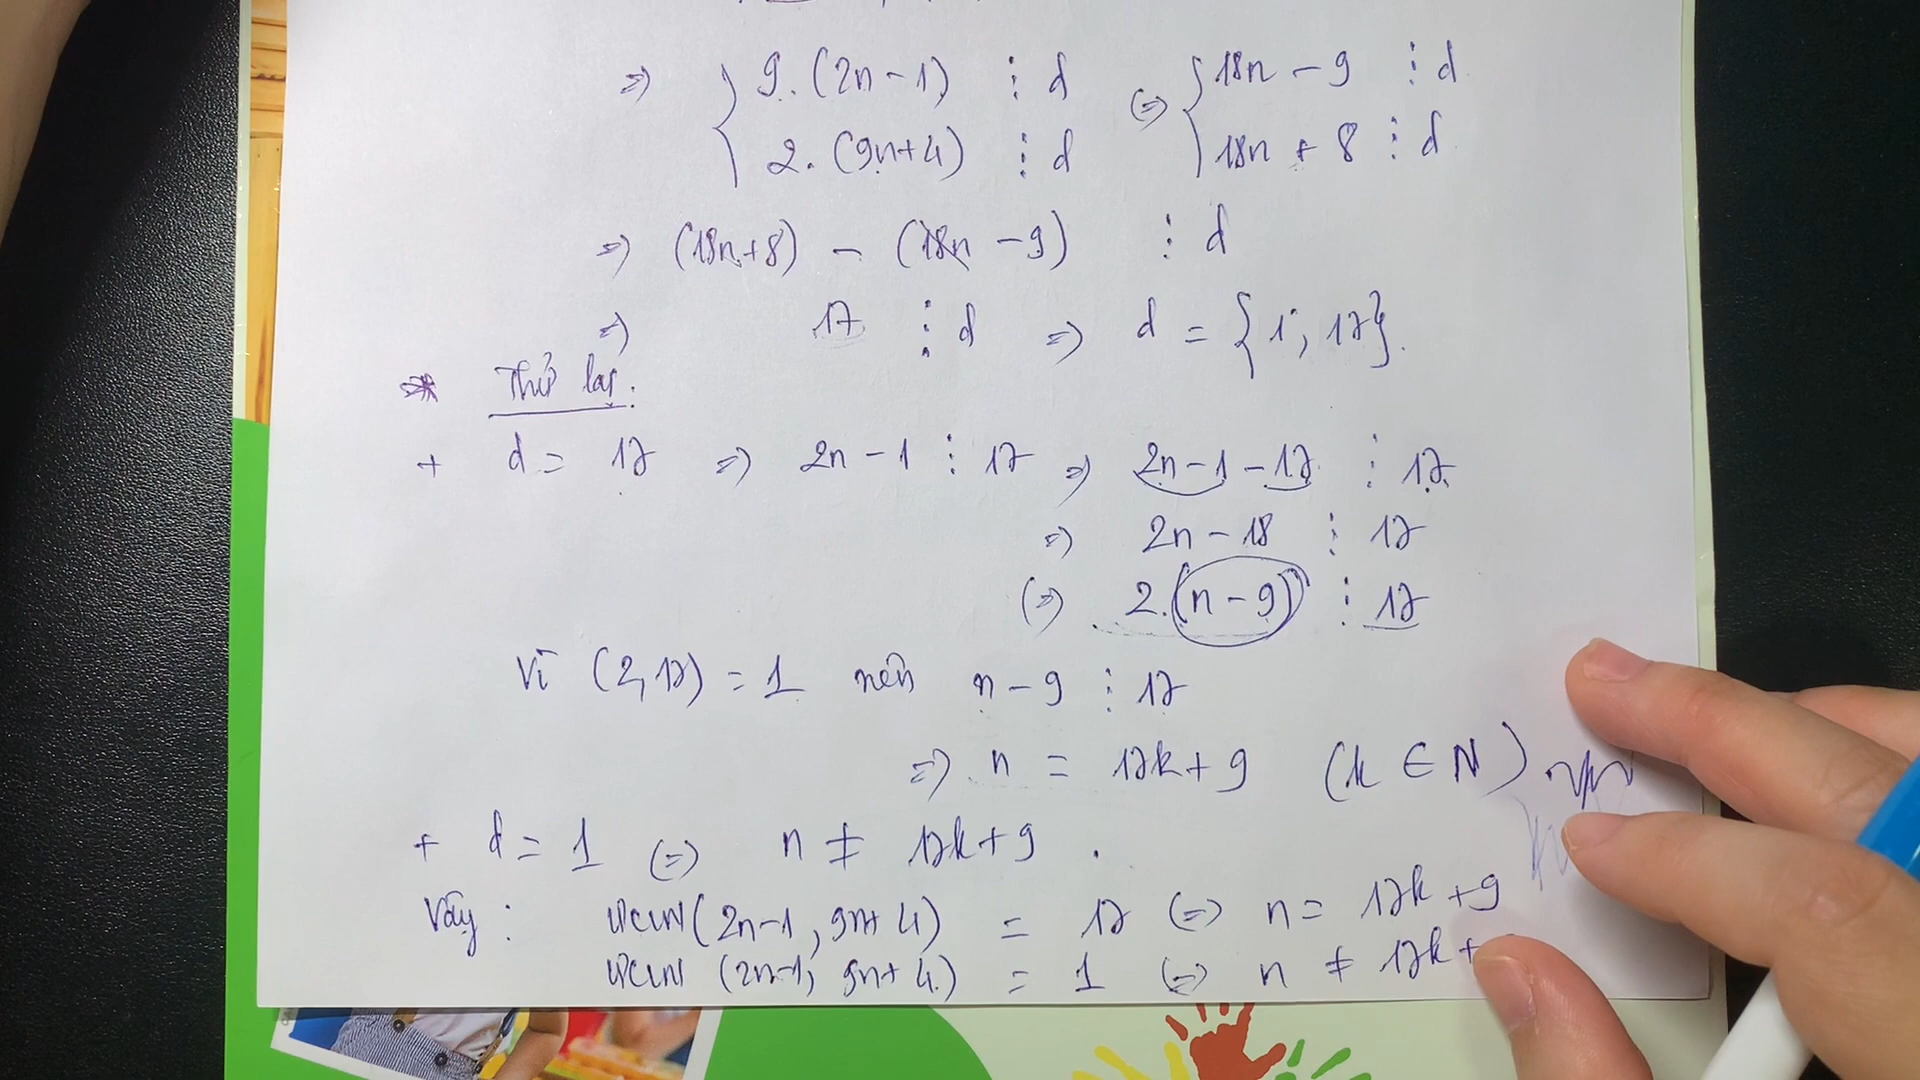 => { 9.(2n-1) ⋮ d (=) { 18n - 9 ⋮ d
2.(9n+4) ⋮ d 18n + 8 ⋮ d
=> (18n+8) - (18n-9) ⋮ d
=> 17 ⋮ d => d = {1; 17}.
* Thử lại:
+ d = 17 => 2n - 1 ⋮ 17 => 2n - 1 - 17 ⋮ 17
=> 2n - 18 ⋮ 17
(=) 2.(n - 9) ⋮ 17
Vì (2,17) = 1 nên n - 9 ⋮ 17
=> n = 17k + 9 (k ∈ N)
+ d = 1 (=) n ≠ 17k + 9.
Vậy: ƯCLN(2n-1, 9n+4) = 17 (=) n = 17k + 9
ƯCLN (2n-1; 9n+4) = 1 (=) n ≠ 17k +